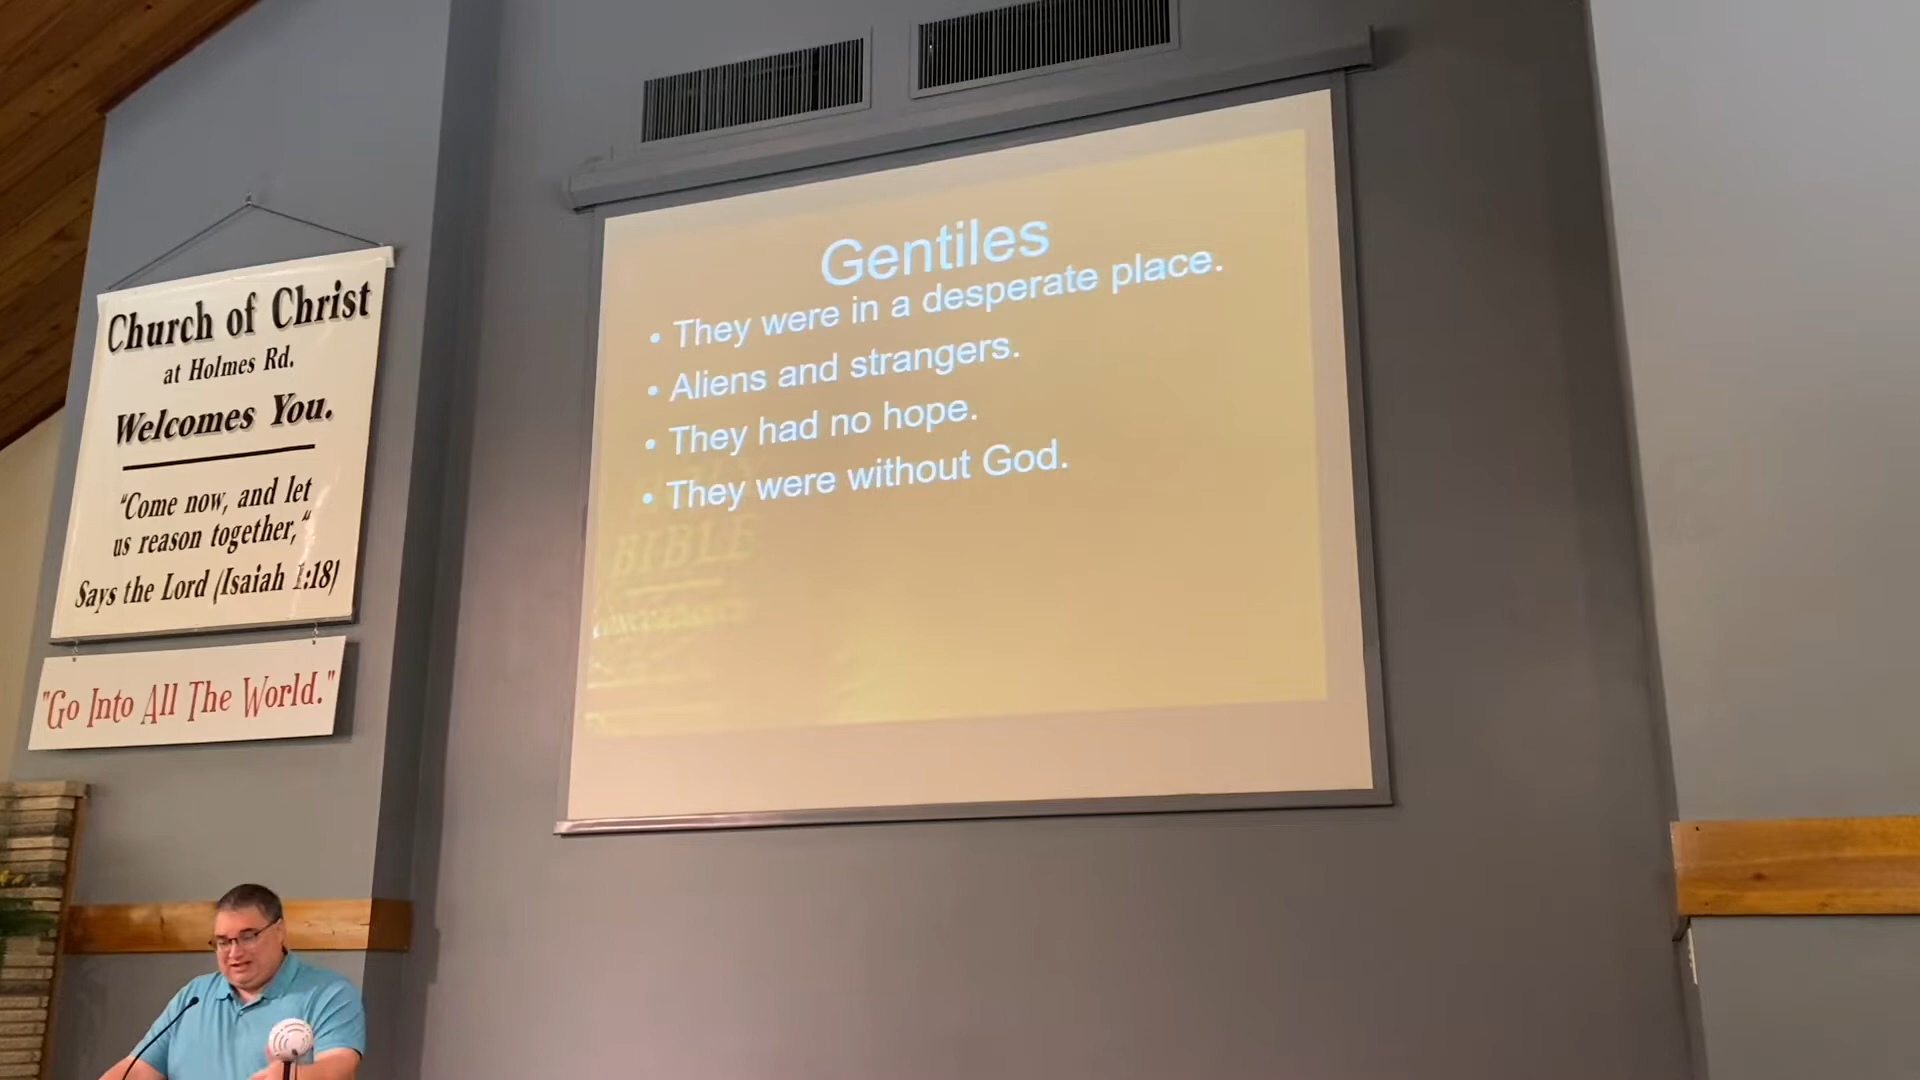 Church of Christ
at Holmes Rd.
Welcomes You.
"Come now, and let
us reason together,"
Says the Lord (Isaiah 1:18)
"Go Into All The World."
Gentiles
• They were in a desperate place.
• Aliens and strangers.
• They had no hope.
• They were without God.
BIBLE